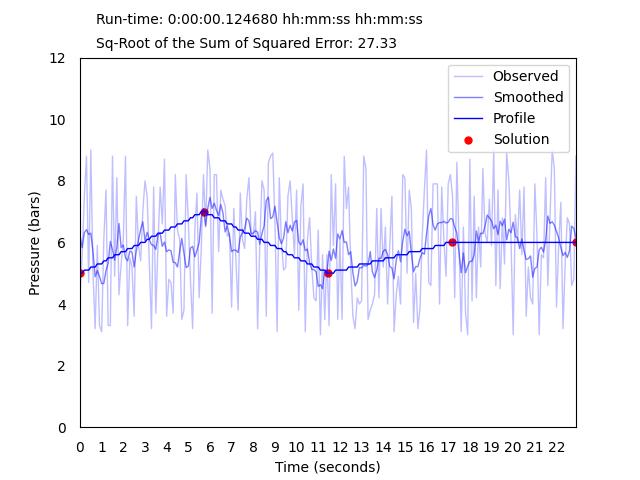 Run-time: 0:00:00.124680 hh:mm:ss hh:mm:ss
Sq-Root of the Sum of Squared Error: 27.33
12
10
8
6
4
2
0
Pressure (bars)
Observed
Smoothed
Profile
Solution
0 1 2 3 4 5 6 7 8 9 10 11 12 13 14 15 16 17 18 19 20 21 22
Time (seconds)